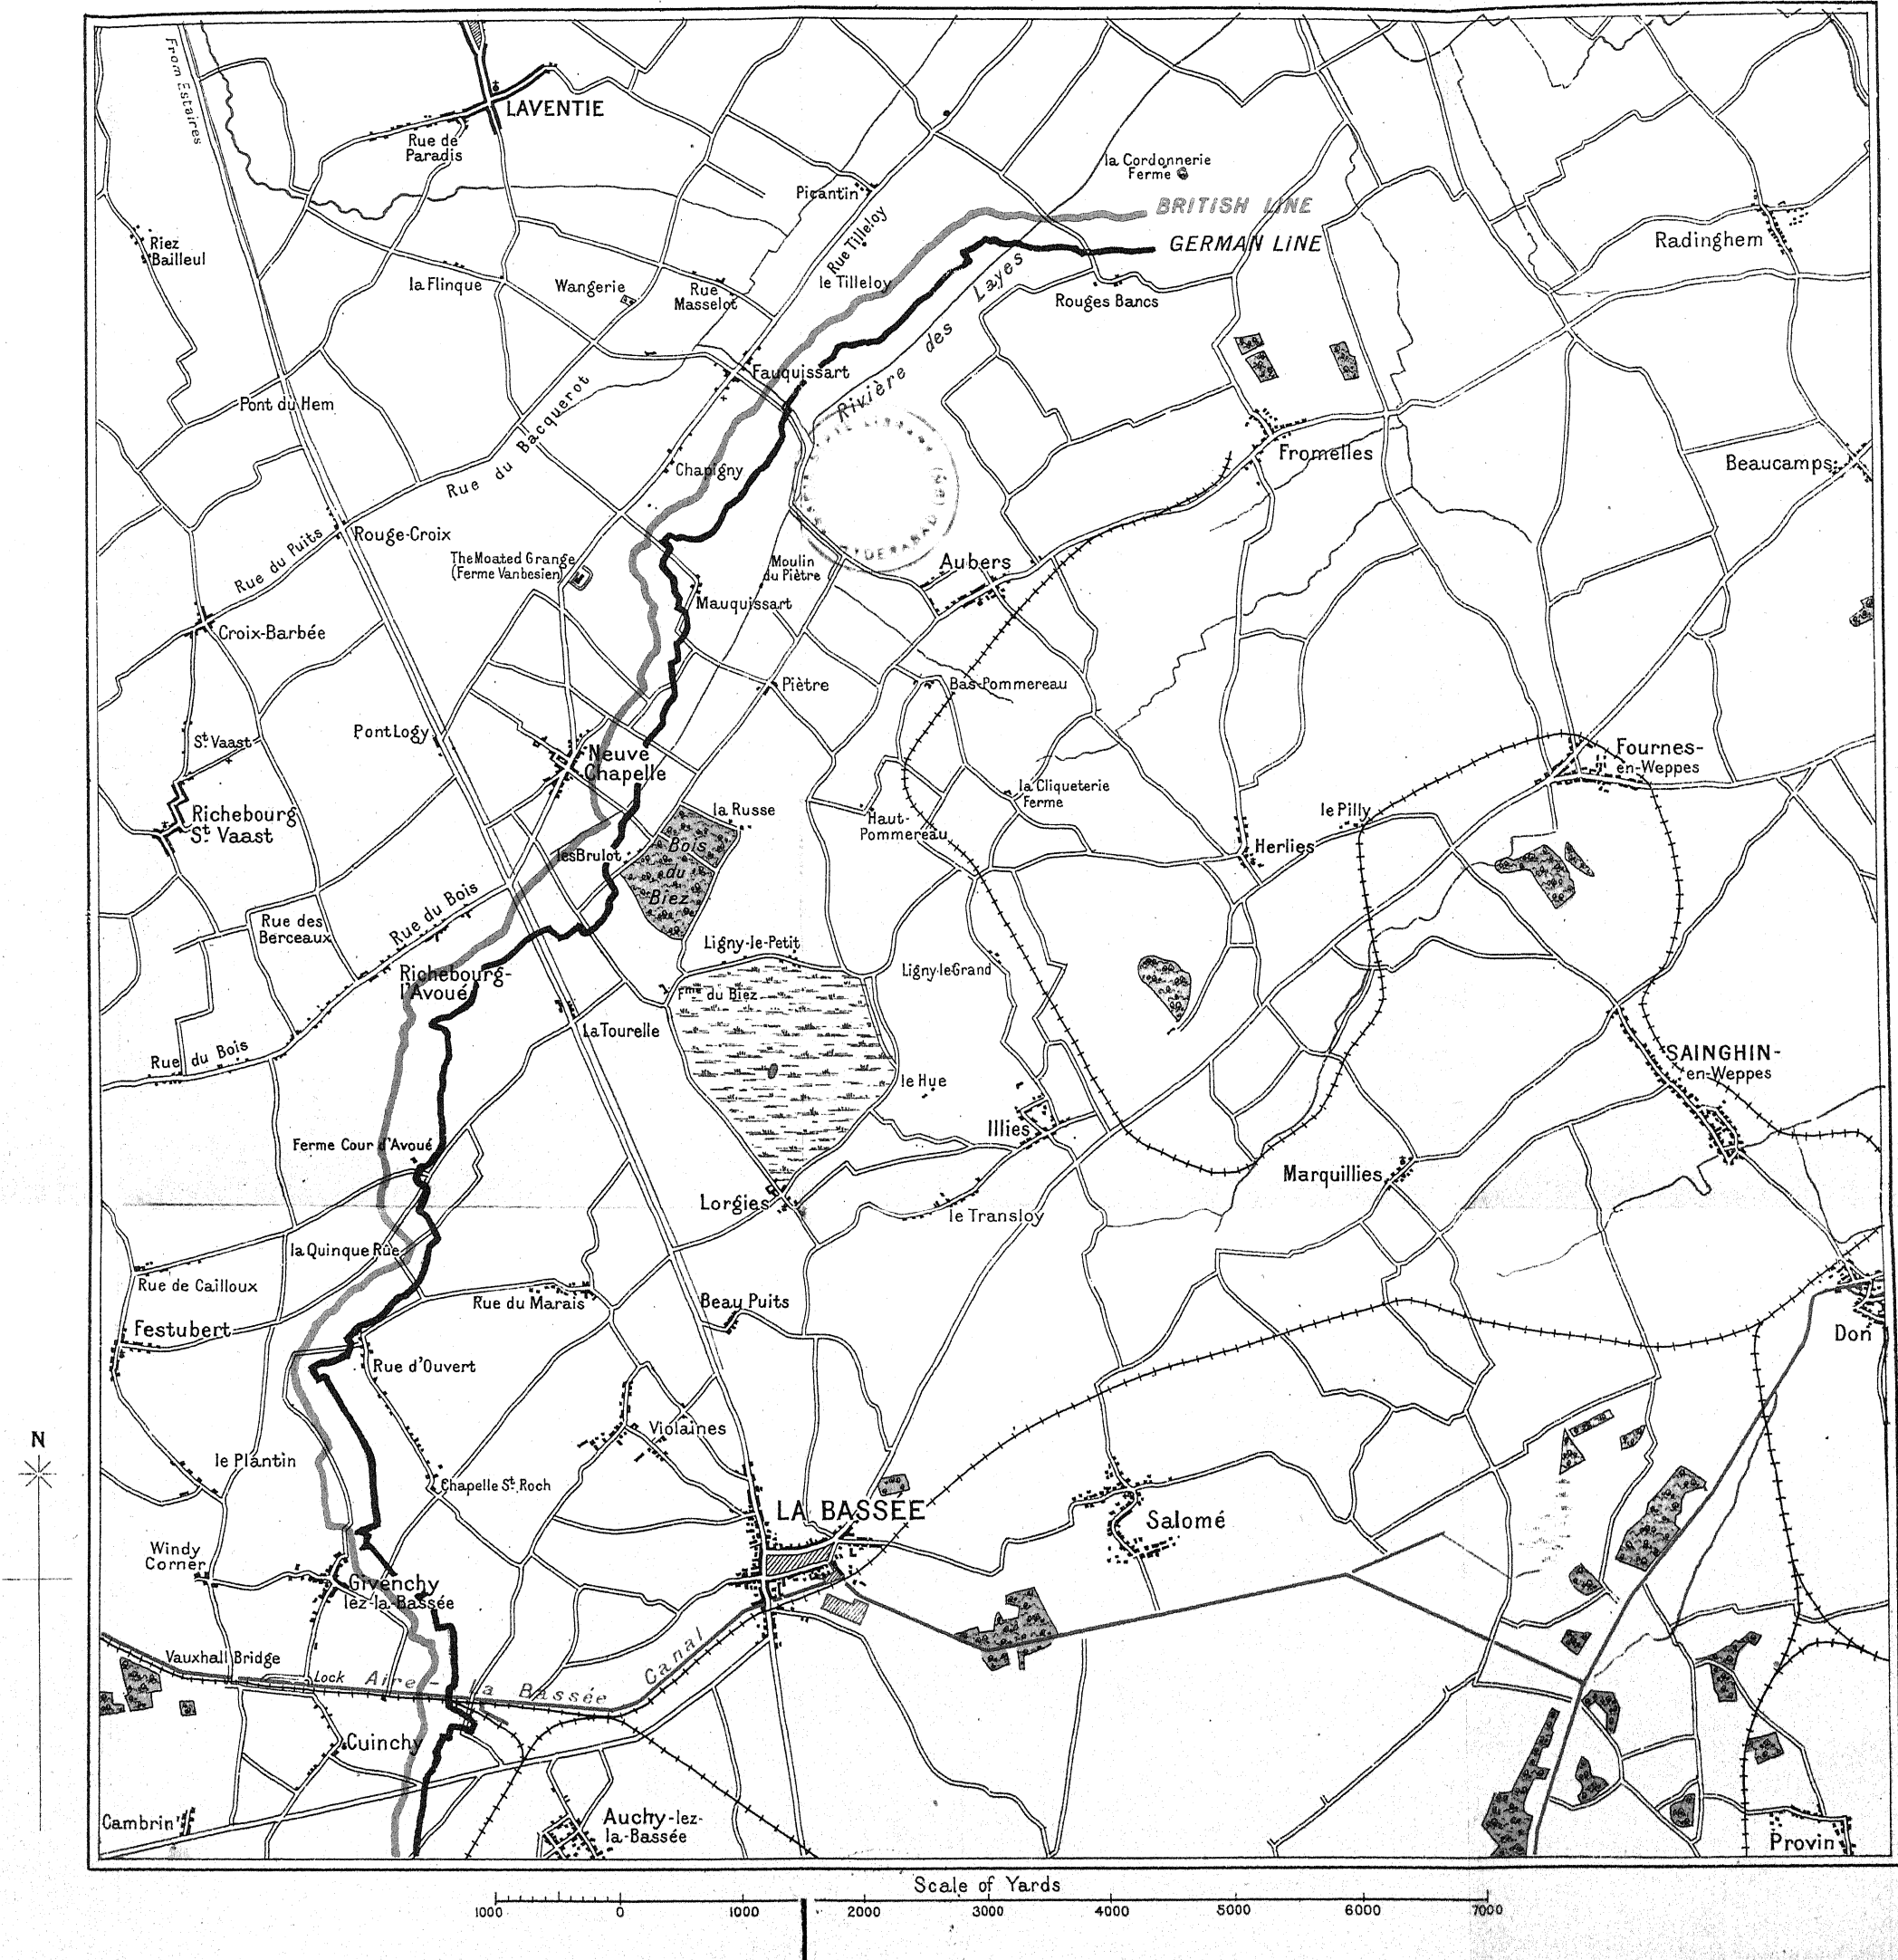 From Estaires
LAVENTIE
Rue de
Paradis
la Cordonnerie
Ferme
Picantin
BRITISH LINE
Rue Tilleloy
Riez
Bailleul
GERMAN LINE
Radinghem
la Flinque
Wangerie
Rue
Masselot
le Tilleloy
Rivière des Layes
Rouges Bancs
Fauquissart
Pont du Hem
Rue du Bacquerot
Chapigny
Fromelles
Beaucamps
Rouge-Croix
Rue du Puits
The Moated Grange
(Ferme Vanbesien)
Moulin
du Piètre
Aubers
Mauquissart
Croix-Barbée
Piètre
Bas-Pommereau
St. Vaast
Pont Logy
Neuve
Chapelle
Fournes-
en-Weppes
la Cliqueterie
Ferme
Richebourg
St. Vaast
la Russe
Haut-
Pommereau
le Pilly
Herlies
les Brulot
Bois
du
Biez
Rue du Bois
Rue des
Berceaux
Ligny-le-Petit
Ligny-le-Grand
Richebourg-
l'Avoué
Fme du Biez
La Tourelle
Rue du Bois
SAINGHIN-
en-Weppes
le Hue
Illies
Ferme Cour d'Avoué
Marquillies
Lorgies
le Transloy
la Quinque Rue
Rue de Cailloux
Rue du Marais
Beau Puits
Festubert
Don
Rue d'Ouvert
Violaines
le Plantin
Chapelle St. Roch
N
LA BASSÉE
Salomé
Windy
Corner
Givenchy
lez-la-Bassée
Vauxhall Bridge
Lock
Aire - La Bassée Canal
Cuinchy
Cambrin
Auchy-lez-
la-Bassée
Provin
Scale of Yards
1000 0 1000 2000 3000 4000 5000 6000 7000